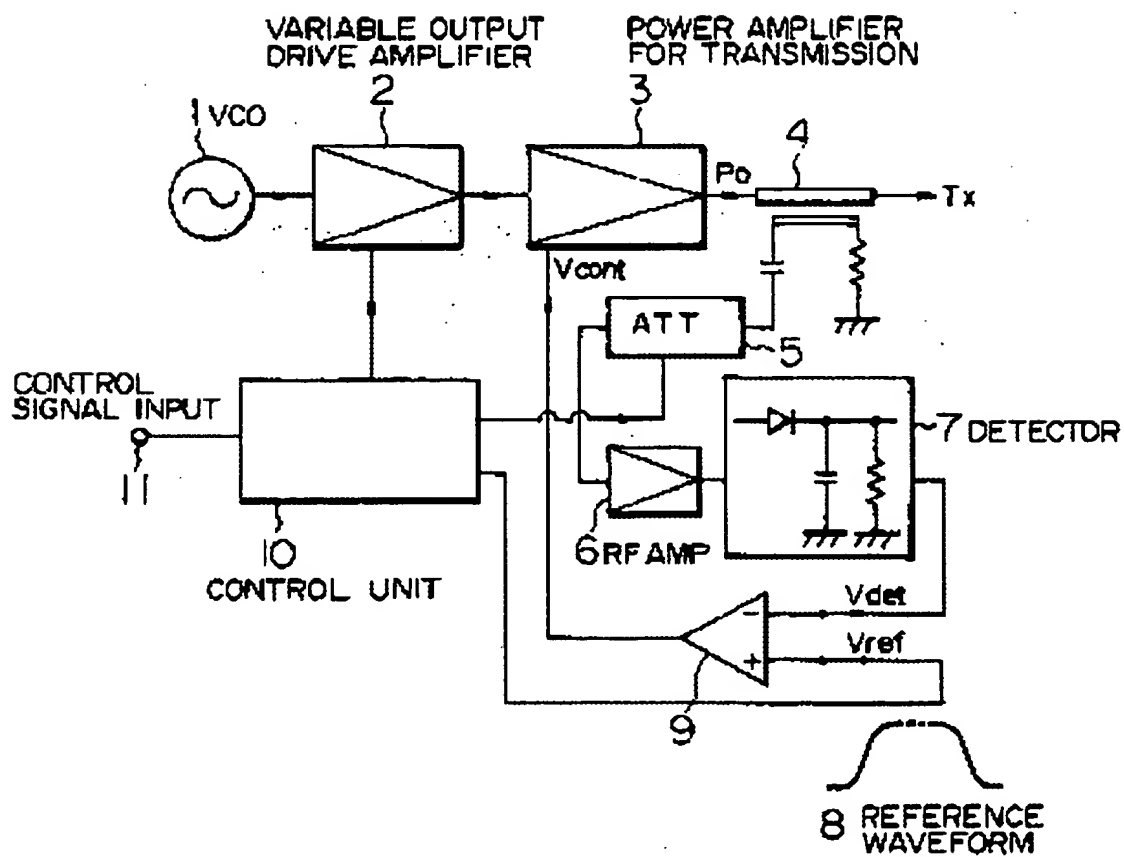 VARIABLE OUTPUT
DRIVE AMPLIFIER
2
POWER AMPLIFIER
FOR TRANSMISSION
3
1 VCO
4
Po
Tx
Vcont
ATT
5
CONTROL
SIGNAL INPUT
11
7 DETECTOR
6 RF AMP
10
CONTROL UNIT
Vdet
-
Vref
+
9
8 REFERENCE
WAVEFORM